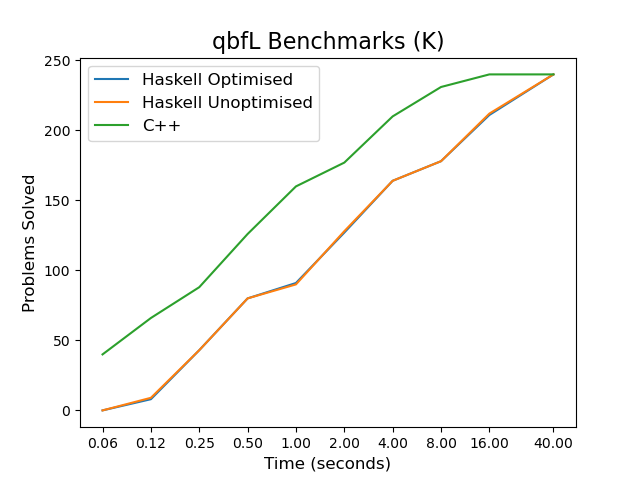 qbfL Benchmarks (K)
Haskell Optimised
Haskell Unoptimised
C++
Problems Solved
250
200
150
100
50
0
0.06 0.12 0.25 0.50 1.00 2.00 4.00 8.00 16.00 40.00
Time (seconds)